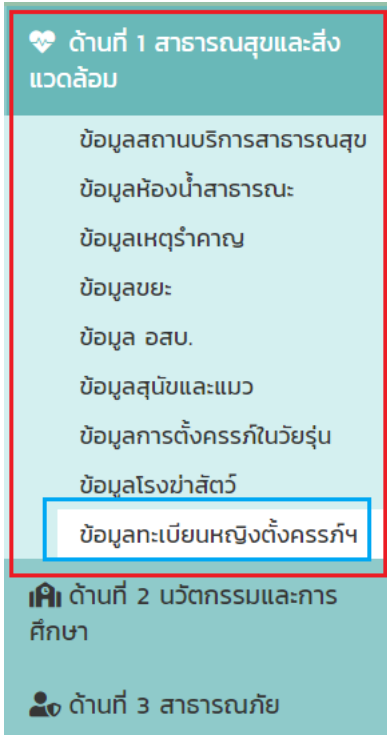 ด้านที่ 1 สาธารณสุขและสิ่ง
แวดล้อม
ข้อมูลสถานบริการสาธารณสุข
ข้อมูลห้องน้ำสาธารณะ
ข้อมูลเหตุรำคาญ
ข้อมูลขยะ
ข้อมูล อสบ.
ข้อมูลสุนัขและแมว
ข้อมูลการตั้งครรภ์ในวัยรุ่น
ข้อมูลโรงฆ่าสัตว์
ข้อมูลทะเบียนหญิงตั้งครรภ์ฯ
ด้านที่ 2 นวัตกรรมและการ
ศึกษา
ด้านที่ 3 สาธารณภัย